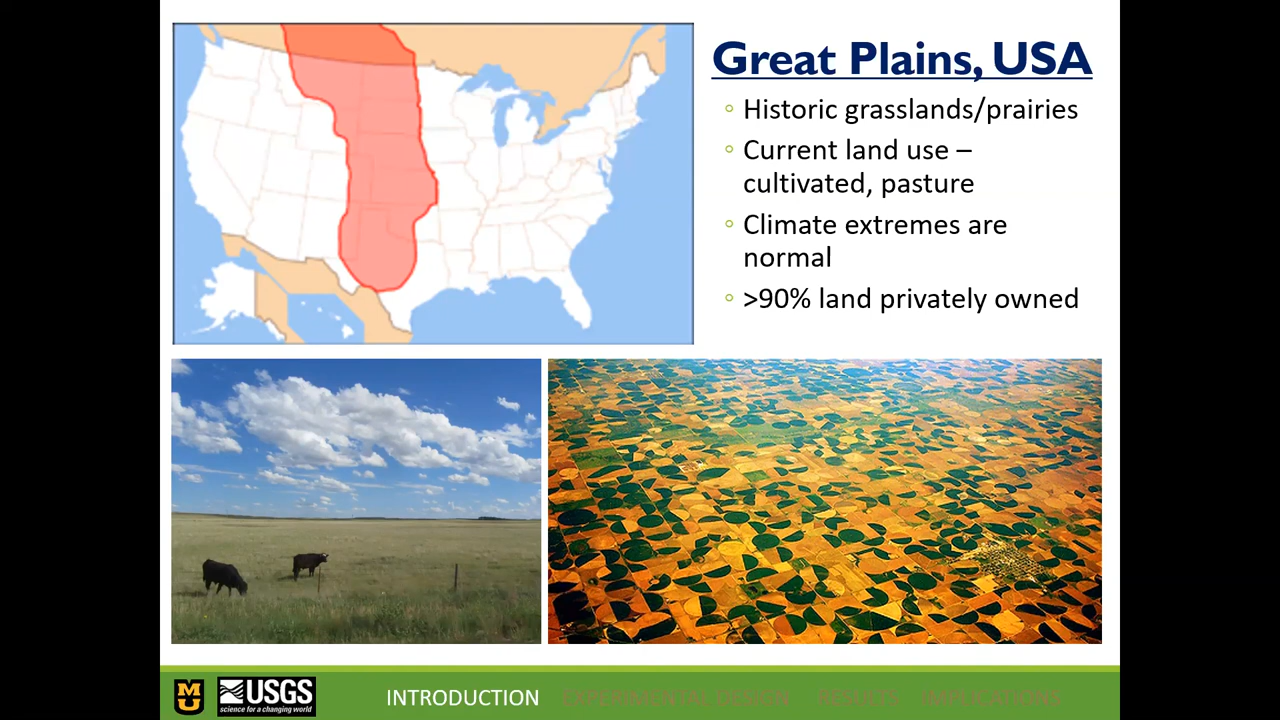 Great Plains, USA
Historic grasslands/prairies
Current land use –
cultivated, pasture
Climate extremes are
normal
>90% land privately owned
MU
USGS
science for a changing world
INTRODUCTION
EXPERIMENTAL DESIGN
RESULTS
IMPLICATIONS